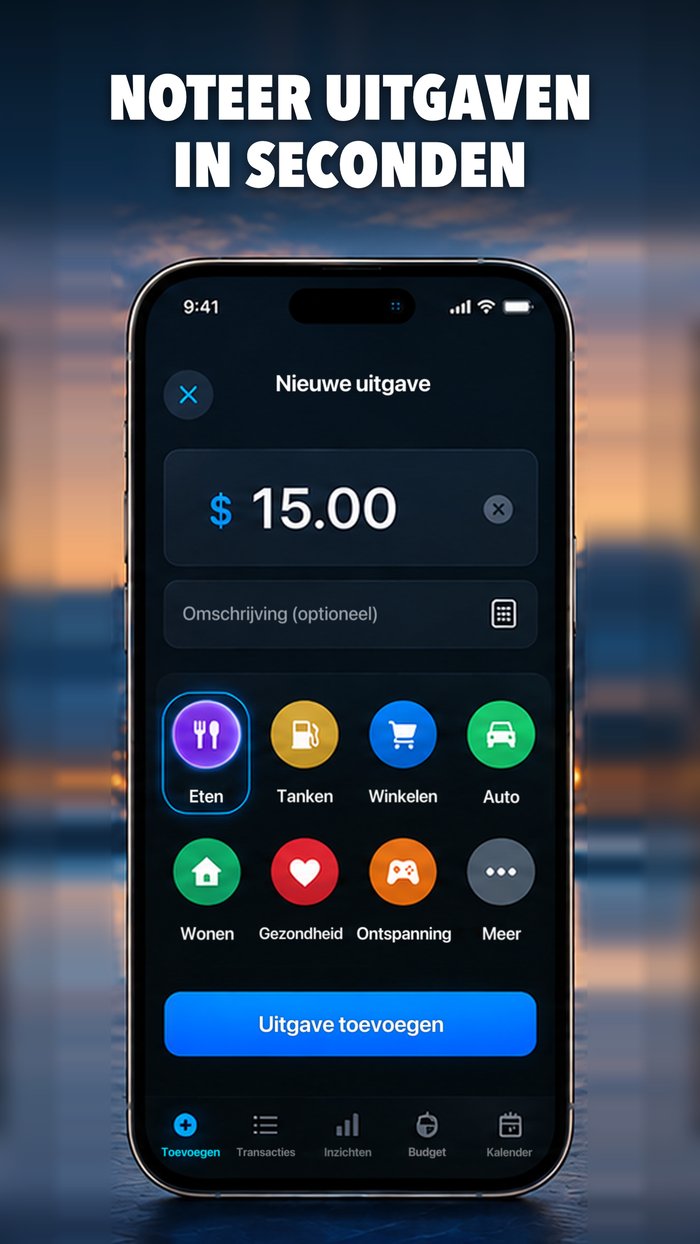 NOTEER UITGAVEN
IN SECONDEN
9:41
Nieuwe uitgave
$ 15.00
Omschrijving (optioneel)
Eten Tanken Winkelen Auto
Wonen Gezondheid Ontspanning Meer
Uitgave toevoegen
Toevoegen Transacties Inzichten Budget Kalender